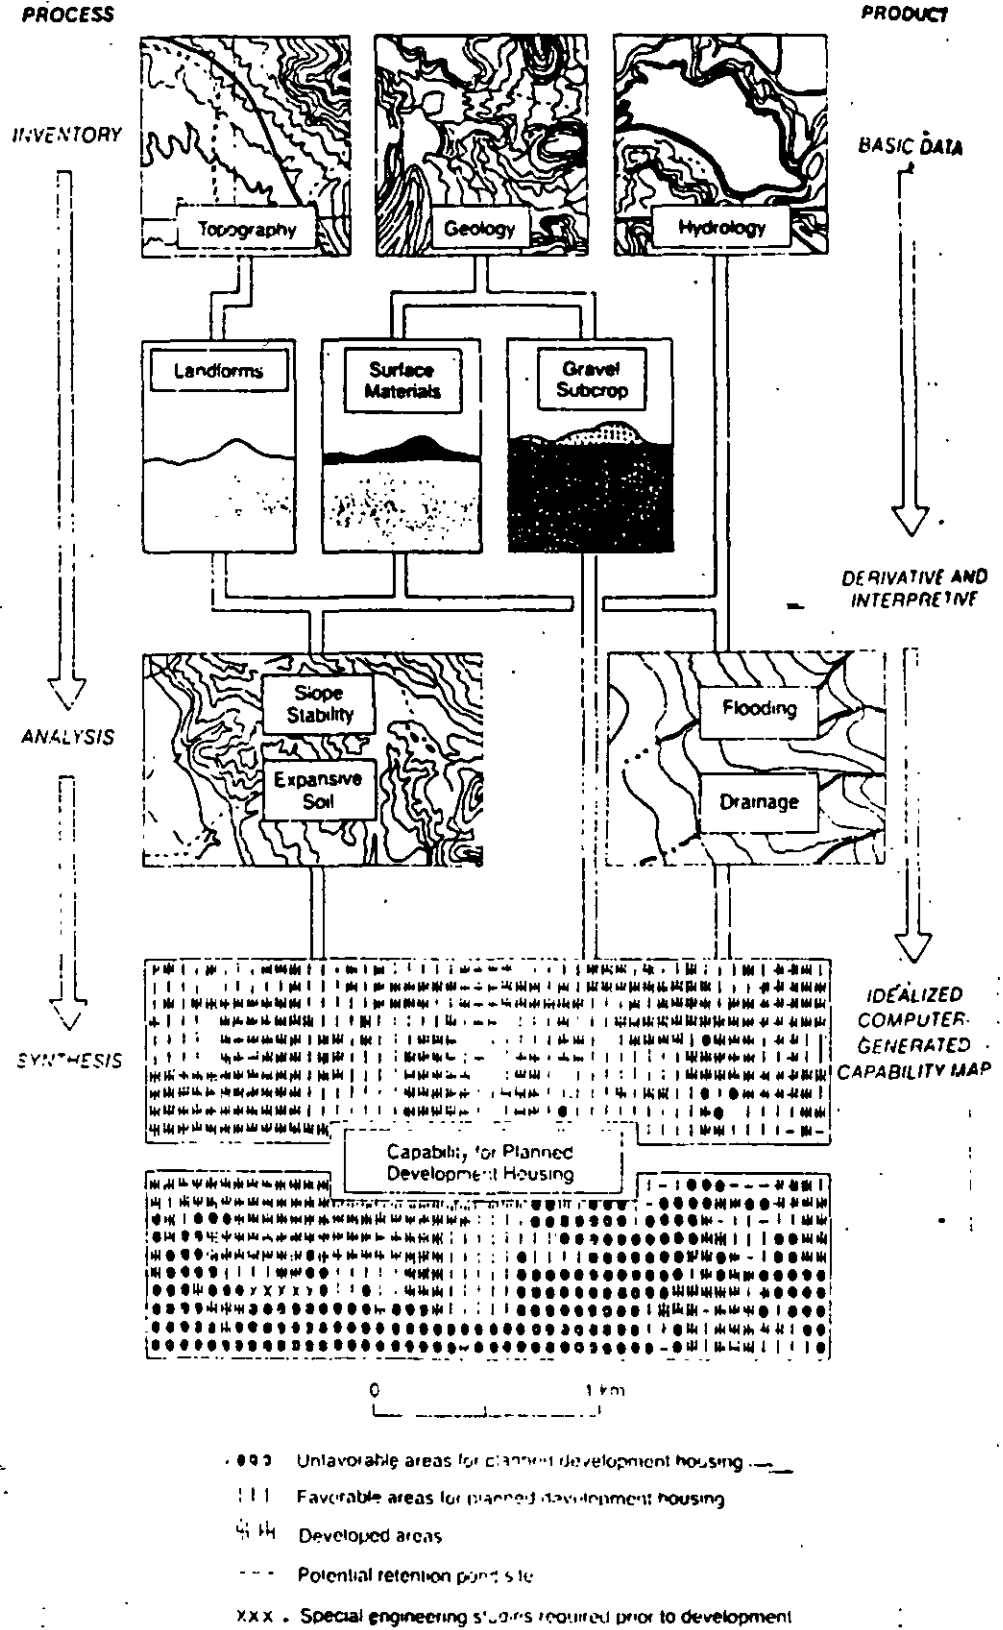 PROCESS
PRODUCT
INVENTORY
BASIC DATA
Topography
Geology
Hydrology
Landforms
Surface
Materials
Gravel
Subcrop
DERIVATIVE AND
INTERPRETIVE
Slope
Stability
Expansive
Soil
Flooding
Drainage
ANALYSIS
IDEALIZED
COMPUTER-
GENERATED
CAPABILITY MAP
SYNTHESIS
Capability for Planned
Development Housing
0 1 km
Unfavorable areas for planned development housing
Favorable areas for planned development housing
Developed areas
--- Potential retention pond site
xxx Special engineering studies required prior to development